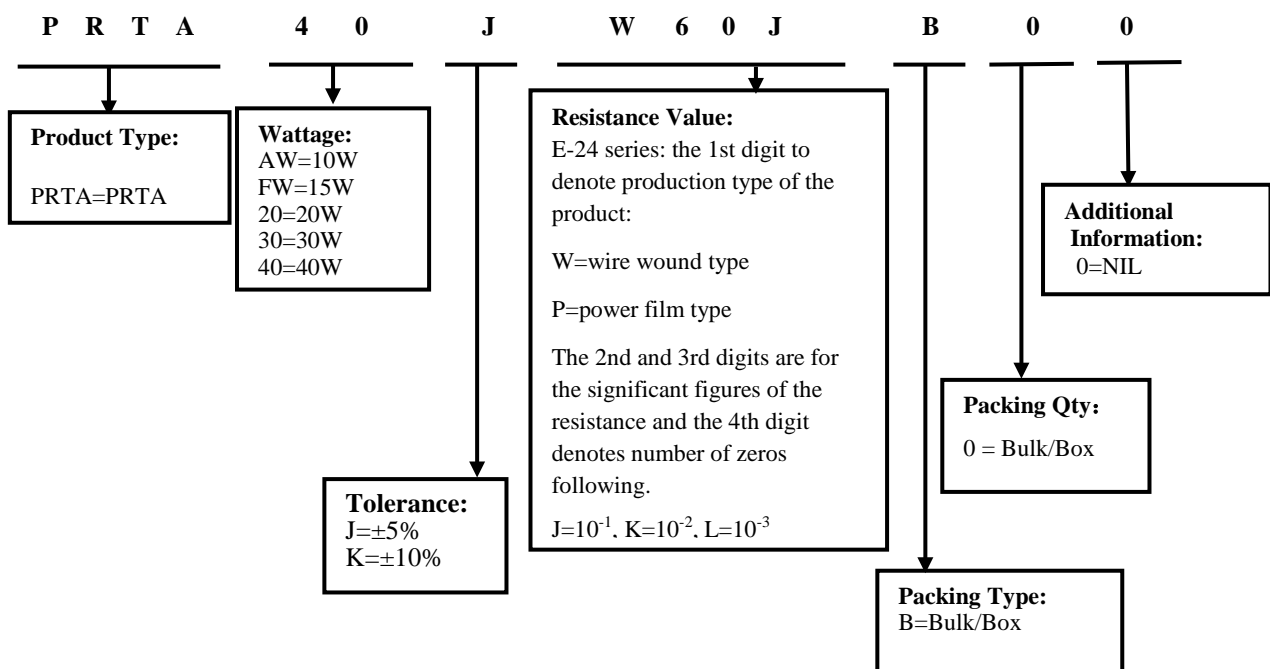 P R T A 4 0 J W 6 0 J B 0 0
Product Type:
PRTA=PRTA
Wattage:
AW=10W
FW=15W
20=20W
30=30W
40=40W
Tolerance:
J=±5%
K=±10%
Resistance Value:
E-24 series: the 1st digit to
denote production type of the
product:
W=wire wound type
P=power film type
The 2nd and 3rd digits are for
the significant figures of the
resistance and the 4th digit
denotes number of zeros
following.
J=10⁻¹, K=10⁻², L=10⁻³
Packing Type:
B=Bulk/Box
Packing Qty：
0 = Bulk/Box
Additional
Information:
0=NIL